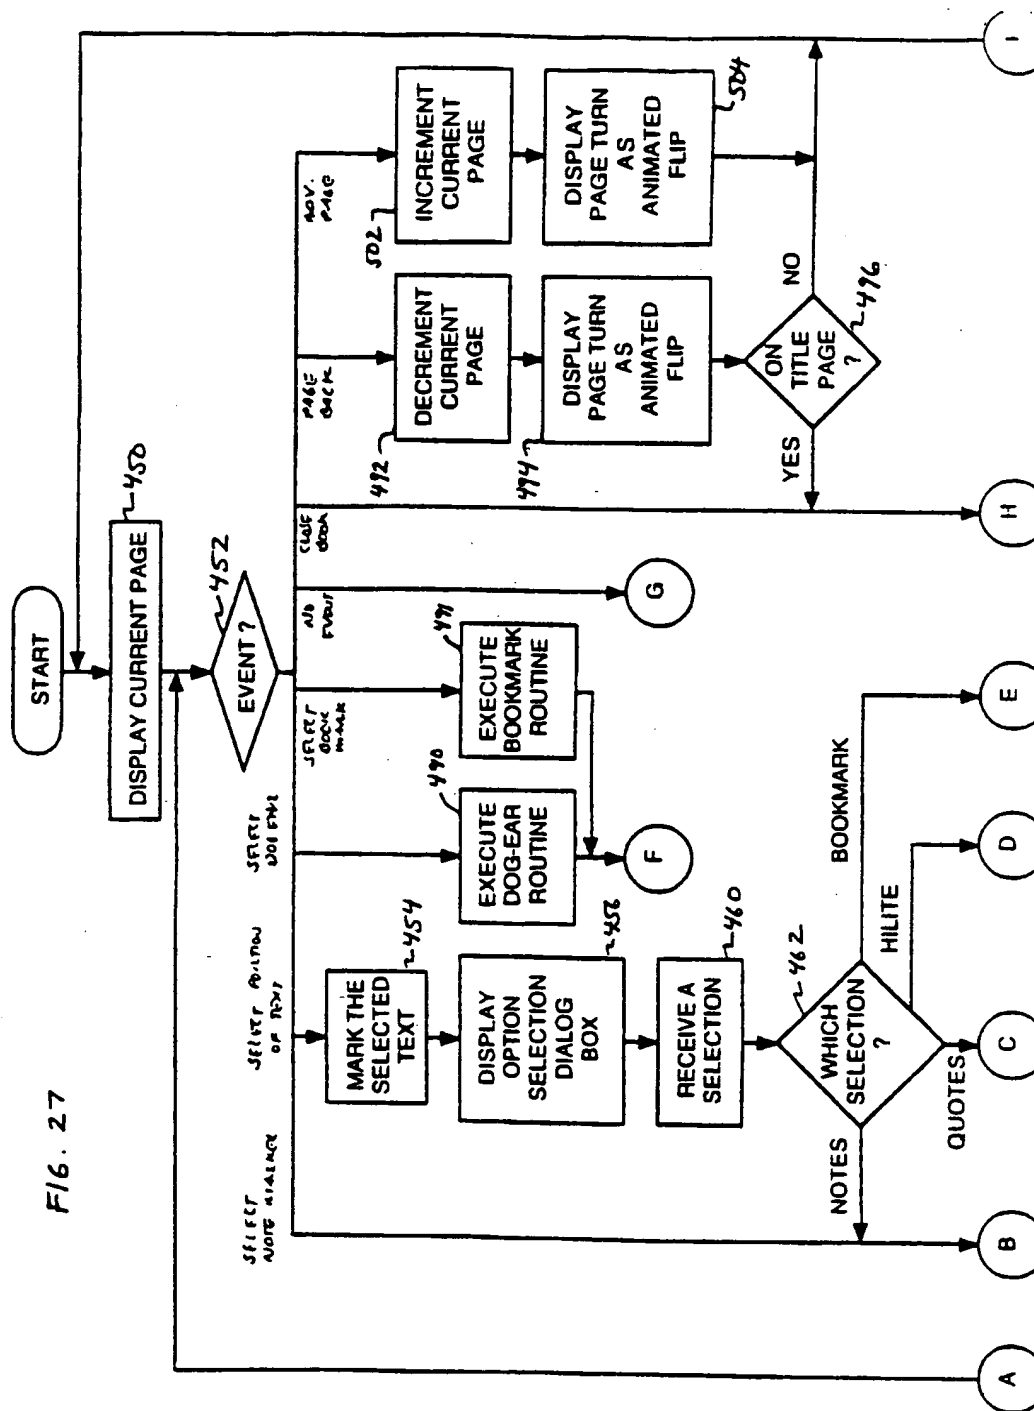 FIG. 27
START
DISPLAY CURRENT PAGE
450
EVENT ?
452
SELECT
NOTE MARKER
SELECT PORTION
OF TEXT
SELECT
DOG EAR
SELECT
BOOK
MARK
NO
EVENT
CLOSE
BOOK
PAGE
BACK
ADV.
PAGE
MARK THE
SELECTED
TEXT
454
DISPLAY
OPTION
SELECTION
DIALOG
BOX
456
RECEIVE A
SELECTION
460
WHICH
SELECTION
?
462
NOTES
QUOTES
HILITE
BOOKMARK
EXECUTE
DOG-EAR
ROUTINE
490
EXECUTE
BOOKMARK
ROUTINE
491
DECREMENT
CURRENT
PAGE
492
DISPLAY
PAGE TURN
AS
ANIMATED
FLIP
494
ON
TITLE
PAGE
?
496
YES
NO
INCREMENT
CURRENT
PAGE
502
DISPLAY
PAGE TURN
AS
ANIMATED
FLIP
504
F
G
A
B
C
D
E
H
I